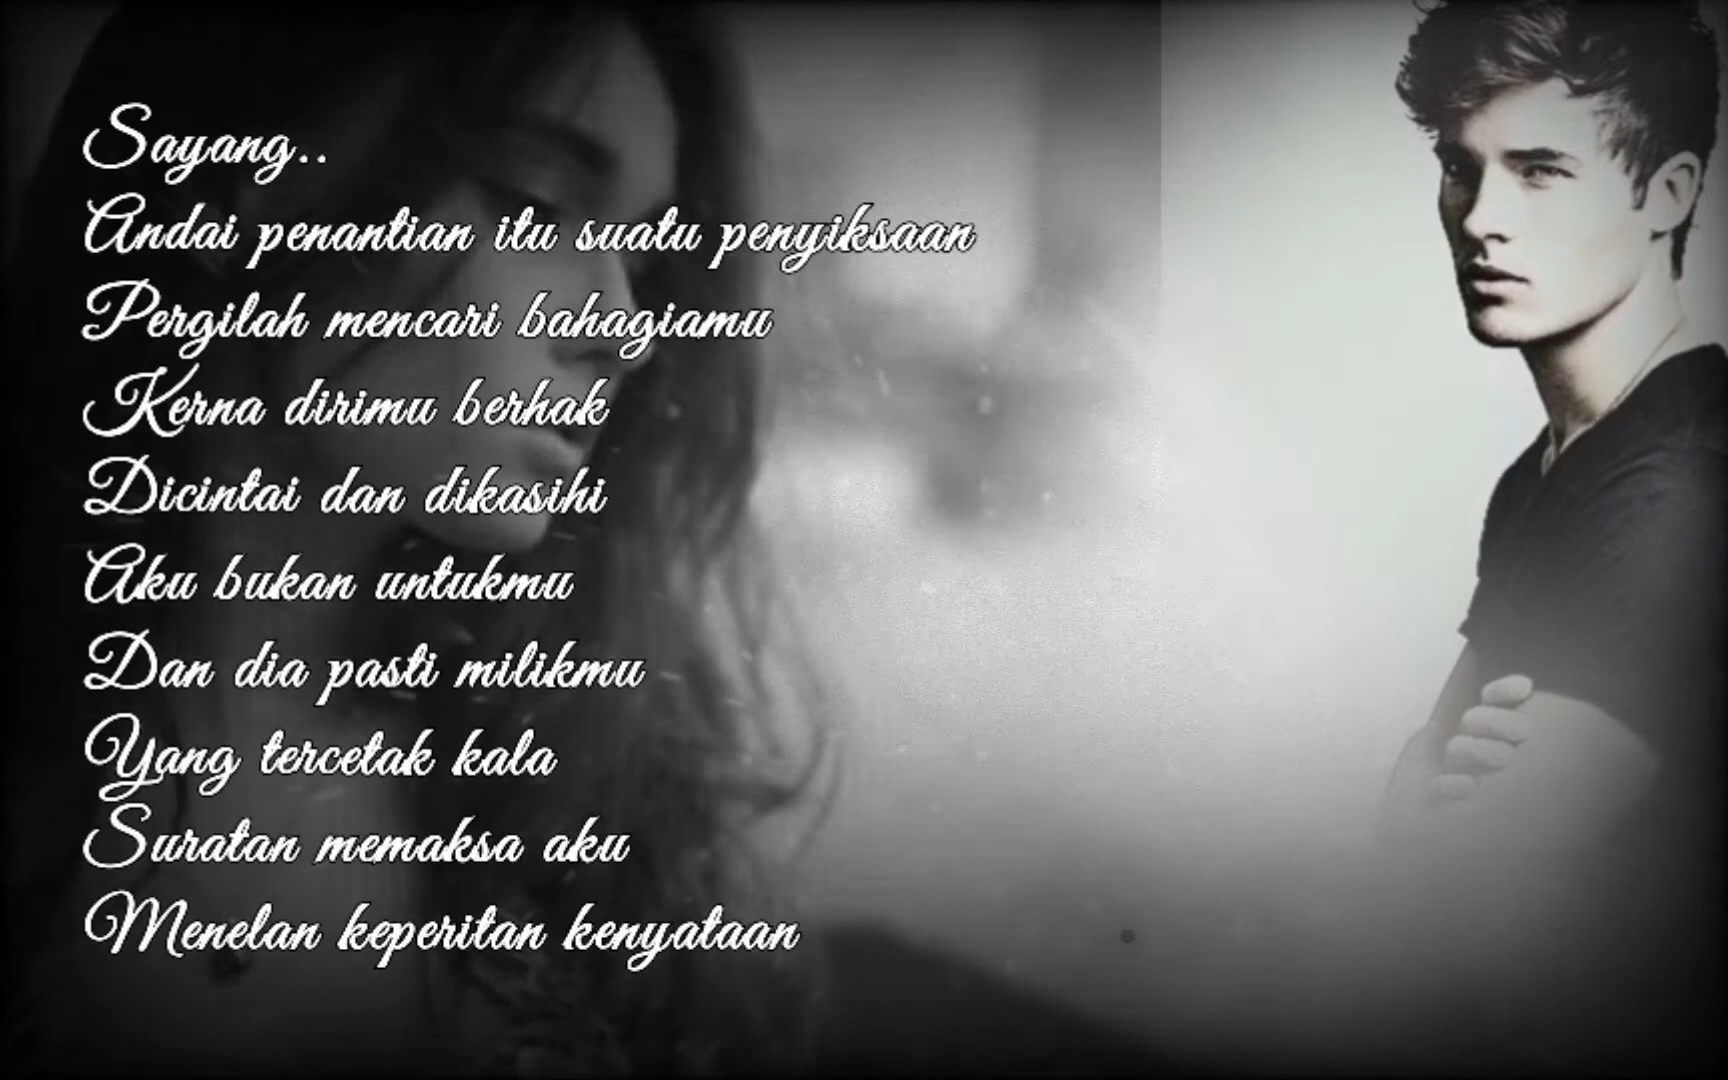 Sayang..
Andai penantian itu suatu penyiksaan
Pergilah mencari bahagiamu
Kerna dirimu berhak
Dicintai dan dikasihi
Aku bukan untukmu
Dan dia pasti milikmu
Yang tercetak kala
Suratan memaksa aku
Menelan keperitan kenyataan